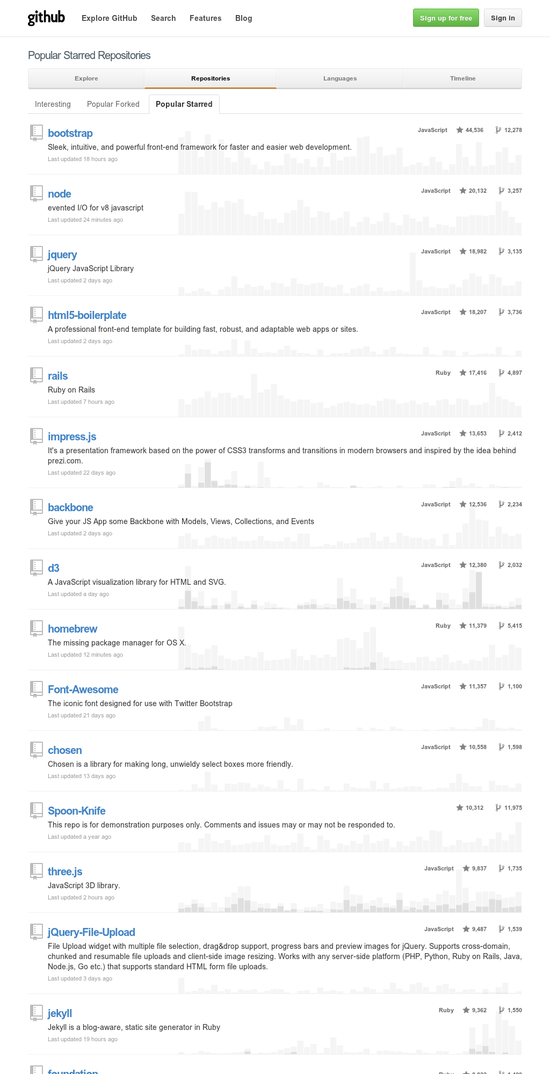 github Explore GitHub Search Features Blog Sign up for free Sign in
Popular Starred Repositories
Explore Repositories Languages Timeline
Interesting Popular Forked Popular Starred
bootstrap JavaScript 44,536 12,278
Sleek, intuitive, and powerful front-end framework for faster and easier web development.
Last updated 18 hours ago
node JavaScript 20,132 3,257
evented I/O for v8 javascript
Last updated 24 minutes ago
jquery JavaScript 18,982 3,135
jQuery JavaScript Library
Last updated 2 days ago
html5-boilerplate JavaScript 18,207 3,736
A professional front-end template for building fast, robust, and adaptable web apps or sites.
Last updated 2 days ago
rails Ruby 17,416 4,897
Ruby on Rails
Last updated 7 hours ago
impress.js JavaScript 13,653 2,412
It's a presentation framework based on the power of CSS3 transforms and transitions in modern browsers and inspired by the idea behind
prezi.com.
Last updated 22 days ago
backbone JavaScript 12,536 2,234
Give your JS App some Backbone with Models, Views, Collections, and Events
Last updated 2 days ago
d3 JavaScript 12,380 2,032
A JavaScript visualization library for HTML and SVG.
Last updated a day ago
homebrew Ruby 11,379 5,415
The missing package manager for OS X.
Last updated 12 minutes ago
Font-Awesome JavaScript 11,357 1,100
The iconic font designed for use with Twitter Bootstrap
Last updated 21 days ago
chosen JavaScript 10,558 1,598
Chosen is a library for making long, unwieldy select boxes more friendly.
Last updated 13 days ago
Spoon-Knife 10,312 11,975
This repo is for demonstration purposes only. Comments and issues may or may not be responded to.
Last updated a year ago
three.js JavaScript 9,837 1,735
JavaScript 3D library.
Last updated 2 hours ago
jQuery-File-Upload JavaScript 9,487 1,539
File Upload widget with multiple file selection, drag&drop support, progress bars and preview images for jQuery. Supports cross-domain,
chunked and resumable file uploads and client-side image resizing. Works with any server-side platform (PHP, Python, Ruby on Rails, Java,
Node.js, Go etc.) that supports standard HTML form file uploads.
Last updated 3 days ago
jekyll Ruby 9,362 1,550
Jekyll is a blog-aware, static site generator in Ruby
Last updated 19 hours ago
foundation Ruby